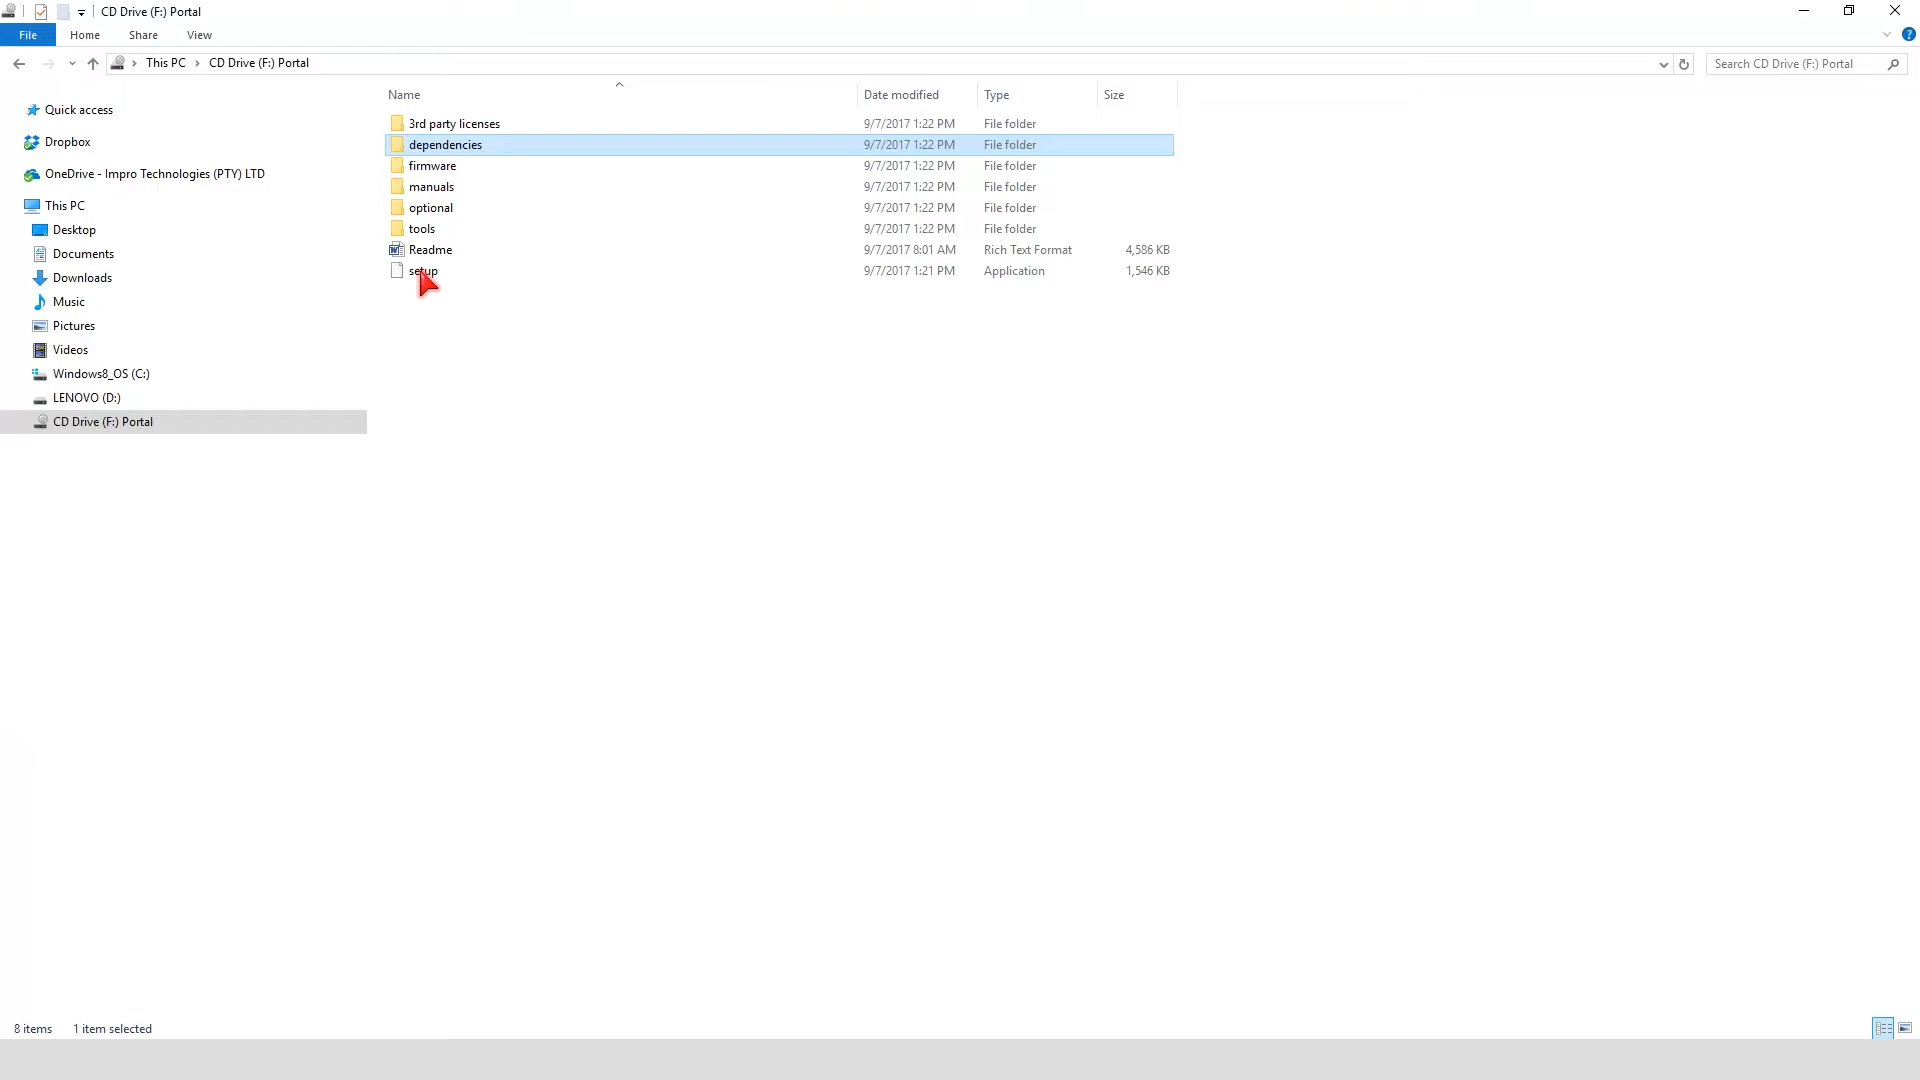 CD Drive (F:) Portal
File Home Share View
This PC CD Drive (F:) Portal
Search CD Drive (F:) Portal
Name Date modified Type Size
Quick access
Dropbox
OneDrive - Impro Technologies (PTY) LTD
This PC
Desktop
Documents
Downloads
Music
Pictures
Videos
Windows8_OS (C:)
LENOVO (D:)
CD Drive (F:) Portal
3rd party licenses 9/7/2017 1:22 PM File folder
dependencies 9/7/2017 1:22 PM File folder
firmware 9/7/2017 1:22 PM File folder
manuals 9/7/2017 1:22 PM File folder
optional 9/7/2017 1:22 PM File folder
tools 9/7/2017 1:22 PM File folder
Readme 9/7/2017 8:01 AM Rich Text Format 4,586 KB
setup 9/7/2017 1:21 PM Application 1,546 KB
8 items 1 item selected